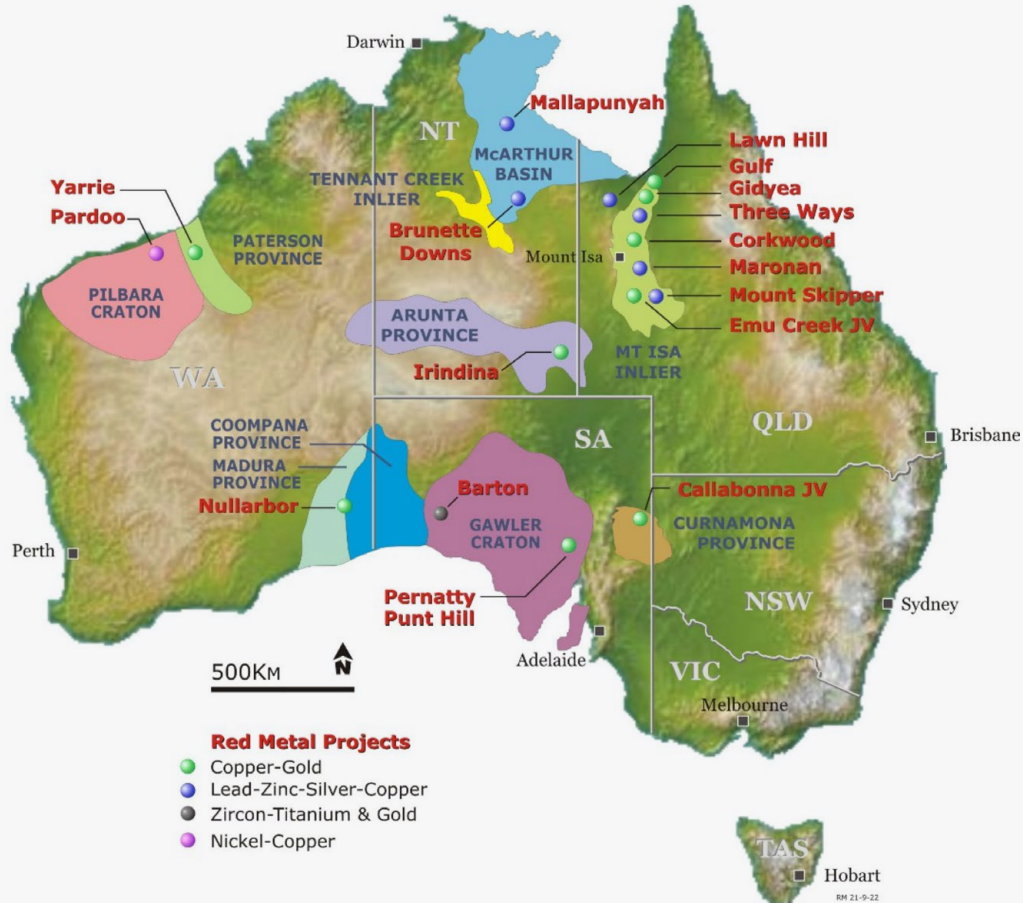 Darwin
Mallapunyah
NT
McARTHUR
BASIN
Lawn Hill
Gulf
Gidyea
Three Ways
Corkwood
Maronan
Mount Skipper
Emu Creek JV
TENNANT CREEK
INLIER
Brunette
Downs
Mount Isa
Yarrie
Pardoo
PATERSON
PROVINCE
PILBARA
CRATON
ARUNTA
PROVINCE
Irindina
MT ISA
INLIER
WA
QLD
Brisbane
COOMPANA
PROVINCE
MADURA
PROVINCE
Nullarbor
SA
Barton
GAWLER
CRATON
Callabonna JV
CURNAMONA
PROVINCE
Perth
Pernatty
Punt Hill
NSW
Sydney
Adelaide
VIC
Melbourne
500KM
N
Red Metal Projects
Copper-Gold
Lead-Zinc-Silver-Copper
Zircon-Titanium & Gold
Nickel-Copper
TAS
Hobart
RM 21-9-22